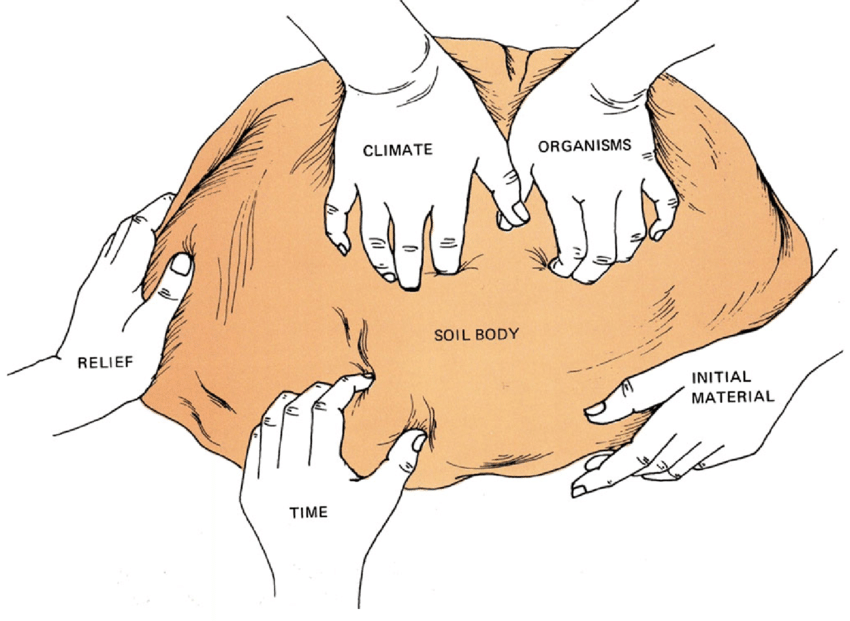 CLIMATE
ORGANISMS
SOIL BODY
RELIEF
INITIAL
MATERIAL
TIME